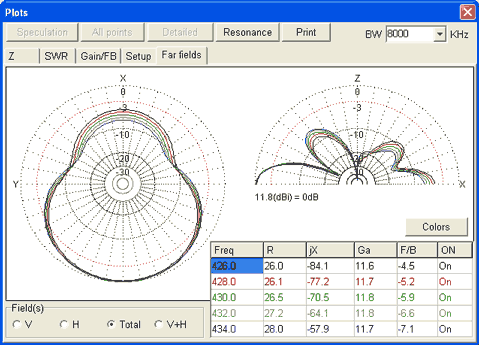 Plots
Speculation All points Detailed Resonance Print BW 8000 KHz
Z SWR Gain/FB Setup Far fields
X
0
-3
-10
-20
-30
Y
Z
0
-3
-10
-20
-30
X
11.8(dBi) = 0dB
Colors
Freq R jX Ga F/B ON
426.0 26.0 -84.1 11.6 -4.5 On
428.0 26.1 -77.2 11.7 -5.2 On
430.0 26.5 -70.5 11.8 -5.9 On
432.0 27.2 -64.1 11.8 -6.6 On
434.0 28.0 -57.9 11.7 -7.1 On
Field(s)
V H Total V+H